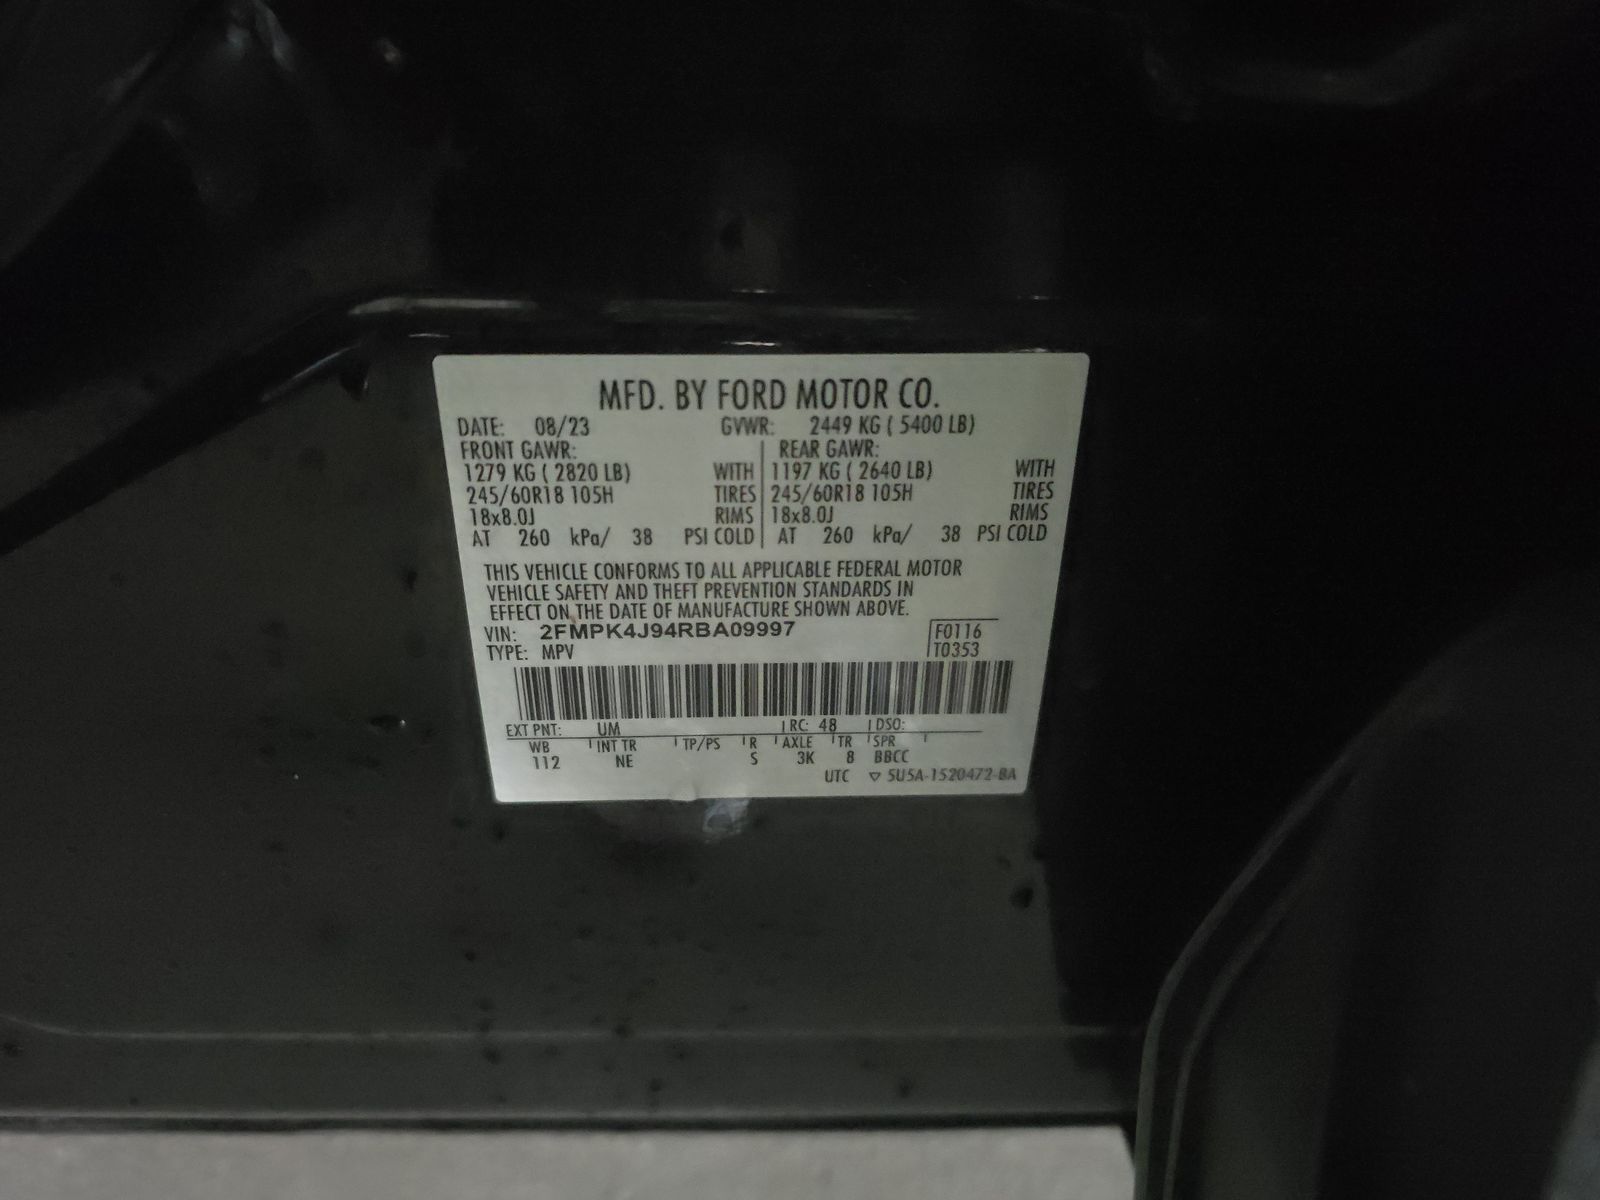 MFD. BY FORD MOTOR CO.
DATE: 08/23 GVWR: 2449 KG ( 5400 LB)
FRONT GAWR: REAR GAWR:
1279 KG ( 2820 LB) WITH 1197 KG ( 2640 LB) WITH
245/60R18 105H TIRES 245/60R18 105H TIRES
18x8.0J RIMS 18x8.0J RIMS
AT 260 kPa/ 38 PSI COLD AT 260 kPa/ 38 PSI COLD
THIS VEHICLE CONFORMS TO ALL APPLICABLE FEDERAL MOTOR
VEHICLE SAFETY AND THEFT PREVENTION STANDARDS IN
EFFECT ON THE DATE OF MANUFACTURE SHOWN ABOVE.
VIN: 2FMPK4J94RBA09997 F0116
TYPE: MPV T0353
EXT PNT: UM RC: 48 DSO:
WB INT TR TP/PS R AXLE TR SPR
112 NE S 3K 8 BBCC
UTC ▽ 5U5A-1520472-BA